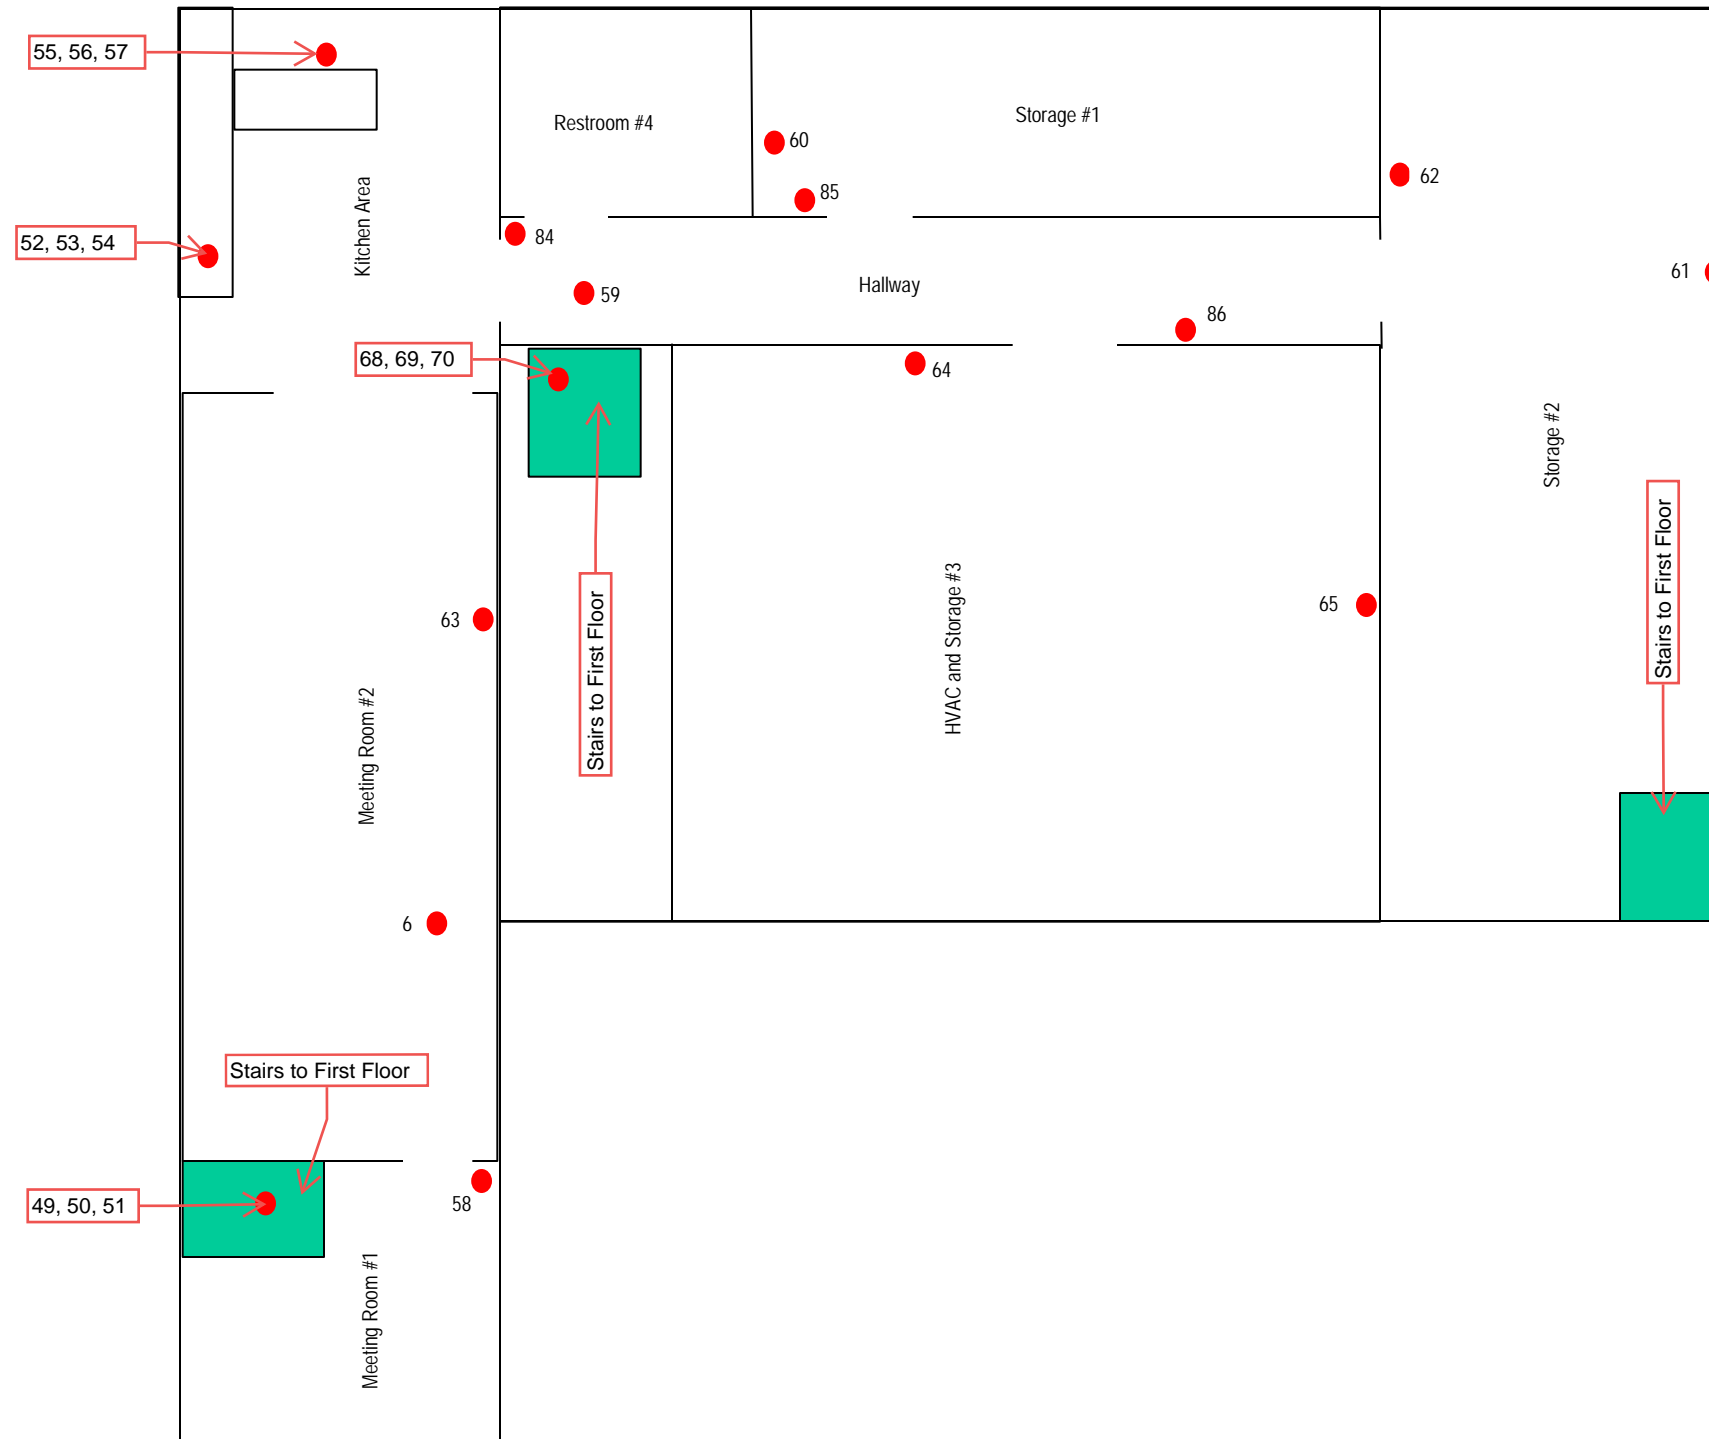 55, 56, 57
Restroom #4
Storage #1
60
85
62
Kitchen Area
52, 53, 54
84
59
Hallway
61
86
68, 69, 70
64
Storage #2
Stairs to First Floor
63
Stairs to First Floor
HVAC and Storage #3
65
Meeting Room #2
6
Stairs to First Floor
49, 50, 51
58
Meeting Room #1